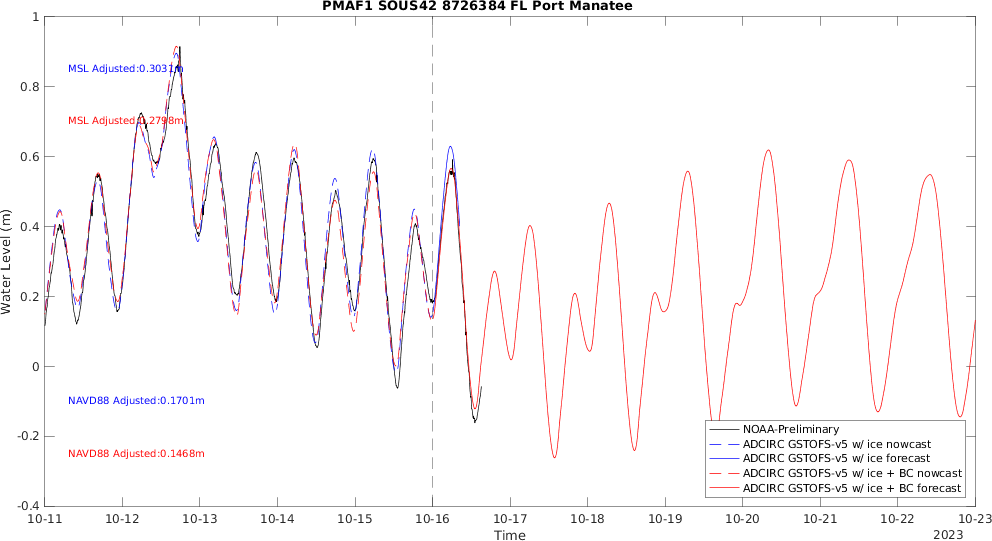 PMAF1 SOUS42 8726384 FL Port Manatee
Water Level (m)
1
0.8
0.6
0.4
0.2
0
-0.2
-0.4
MSL Adjusted:0.3031m
MSL Adjusted:0.2798m
NAVD88 Adjusted:0.1701m
NAVD88 Adjusted:0.1468m
NOAA-Preliminary
ADCIRC GSTOFS-v5 w/ ice nowcast
ADCIRC GSTOFS-v5 w/ ice forecast
ADCIRC GSTOFS-v5 w/ ice + BC nowcast
ADCIRC GSTOFS-v5 w/ ice + BC forecast
10-11 10-12 10-13 10-14 10-15 10-16 10-17 10-18 10-19 10-20 10-21 10-22 10-23
Time
2023